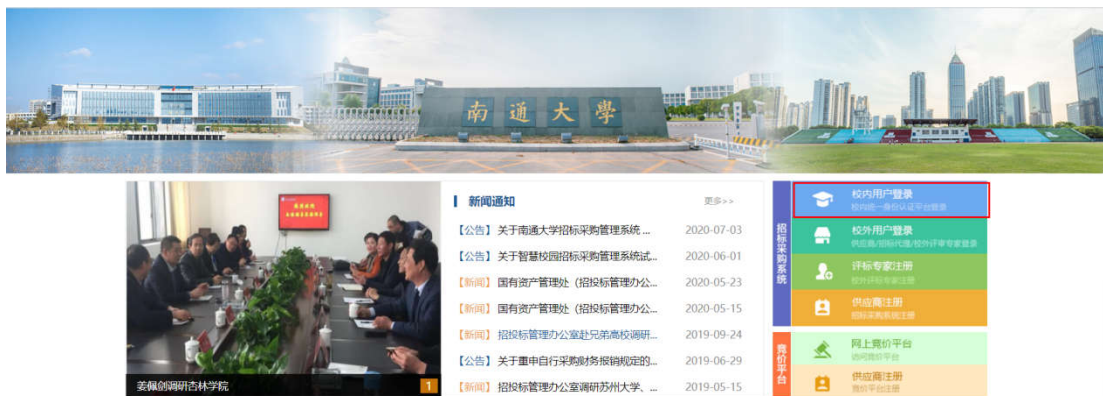 南通大學
新闻通知
更多>>
【公告】关于南通大学招标采购管理系统 ...
2020-07-03
【公告】关于智慧校园招标采购管理系统试...
2020-06-01
【新闻】国有资产管理处（招投标管理办公...
2020-05-23
【新闻】国有资产管理处（招投标管理办公...
2020-05-15
【新闻】招投标管理办公室赴兄弟高校调研...
2019-09-24
【公告】关于重申自行采购财务报销规定的...
2019-06-29
【新闻】招投标管理办公室调研苏州大学、...
2019-05-15
姜佩剑调研杏林学院
1
招标采购系统
校内用户登录
校内统一身份认证平台登录
校外用户登录
供应商/招标代理/校外评审专家登录
评标专家注册
校外评标专家注册
供应商注册
招标采购系统注册
竞价平台
网上竞价平台
访问竞价平台
供应商注册
竞价平台注册